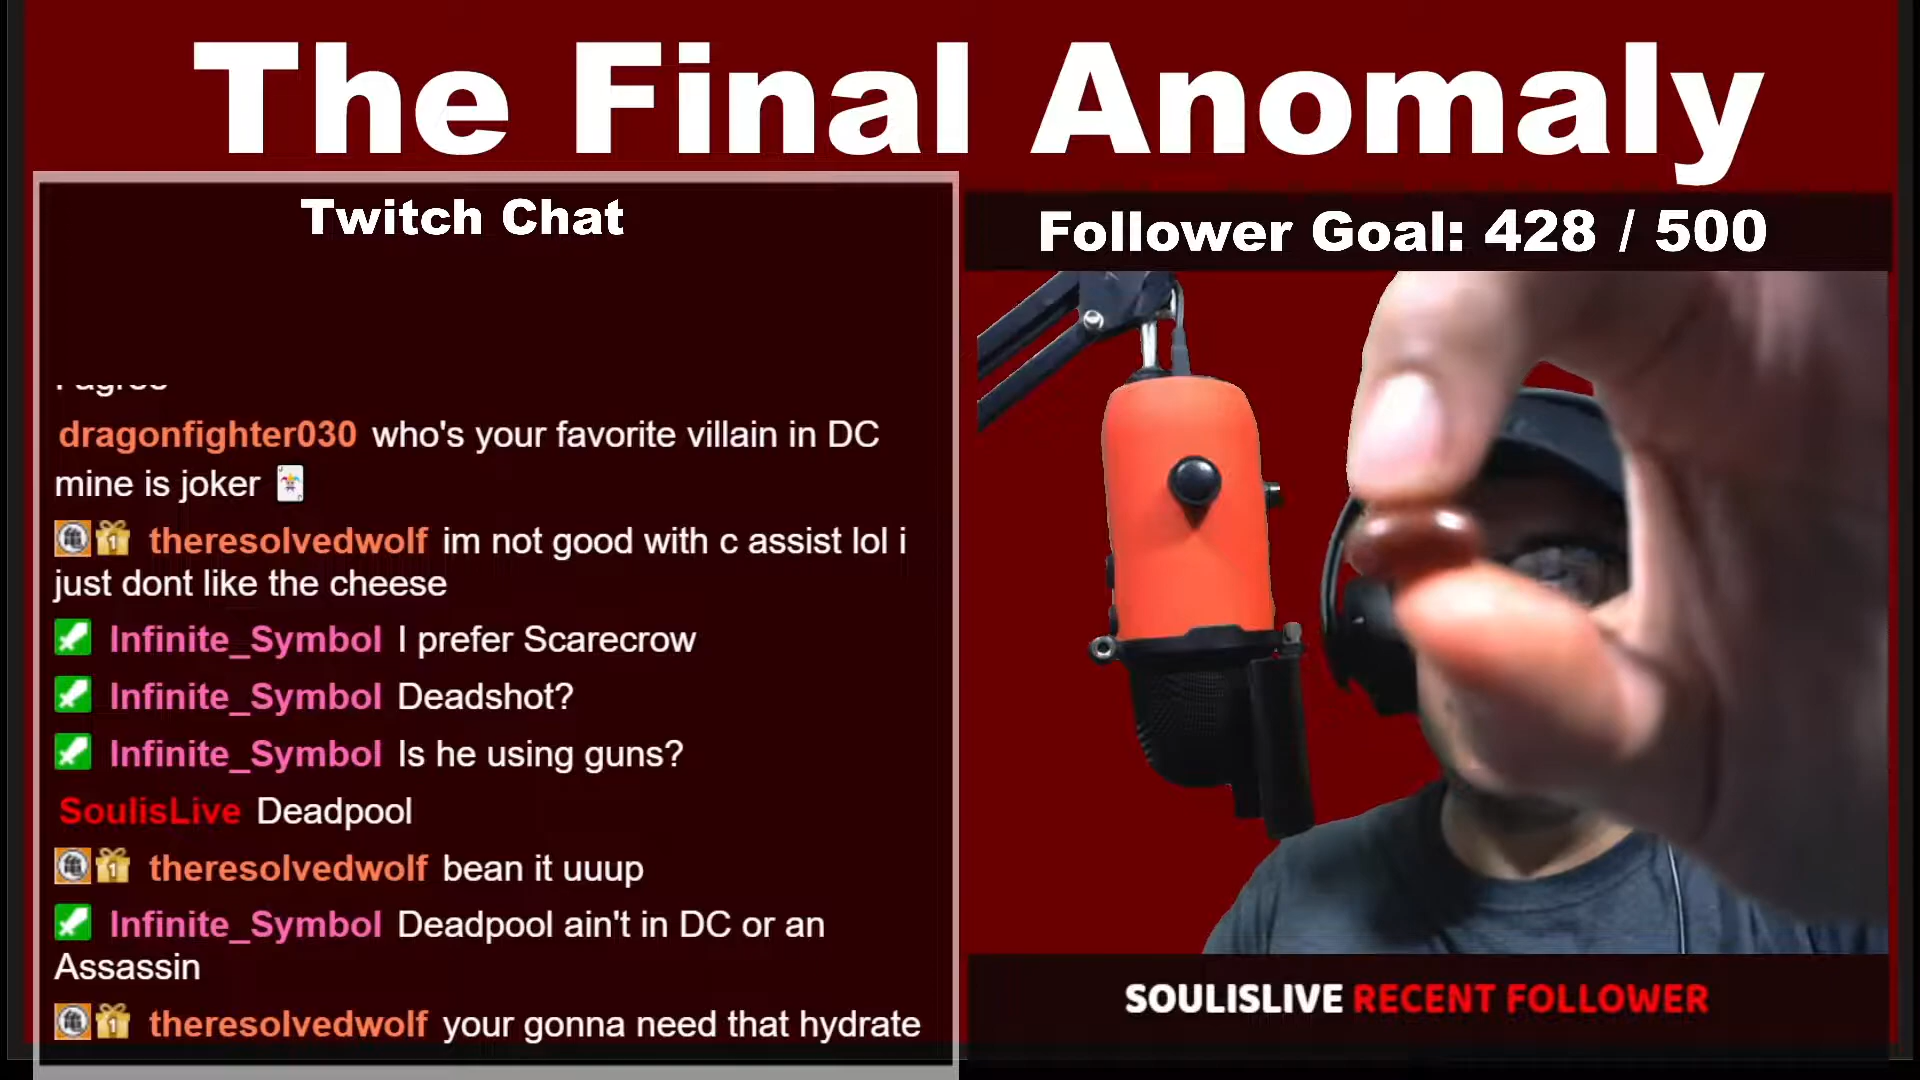 The Final Anomaly
Twitch Chat
Follower Goal: 428 / 500
I agree
dragonfighter030 who's your favorite villain in DC
mine is joker 🃏
theresolvedwolf im not good with c assist lol i
just dont like the cheese
Infinite_Symbol I prefer Scarecrow
Infinite_Symbol Deadshot?
Infinite_Symbol Is he using guns?
SoulisLive Deadpool
theresolvedwolf bean it uuup
Infinite_Symbol Deadpool ain't in DC or an
Assassin
theresolvedwolf your gonna need that hydrate
SOULISLIVE RECENT FOLLOWER